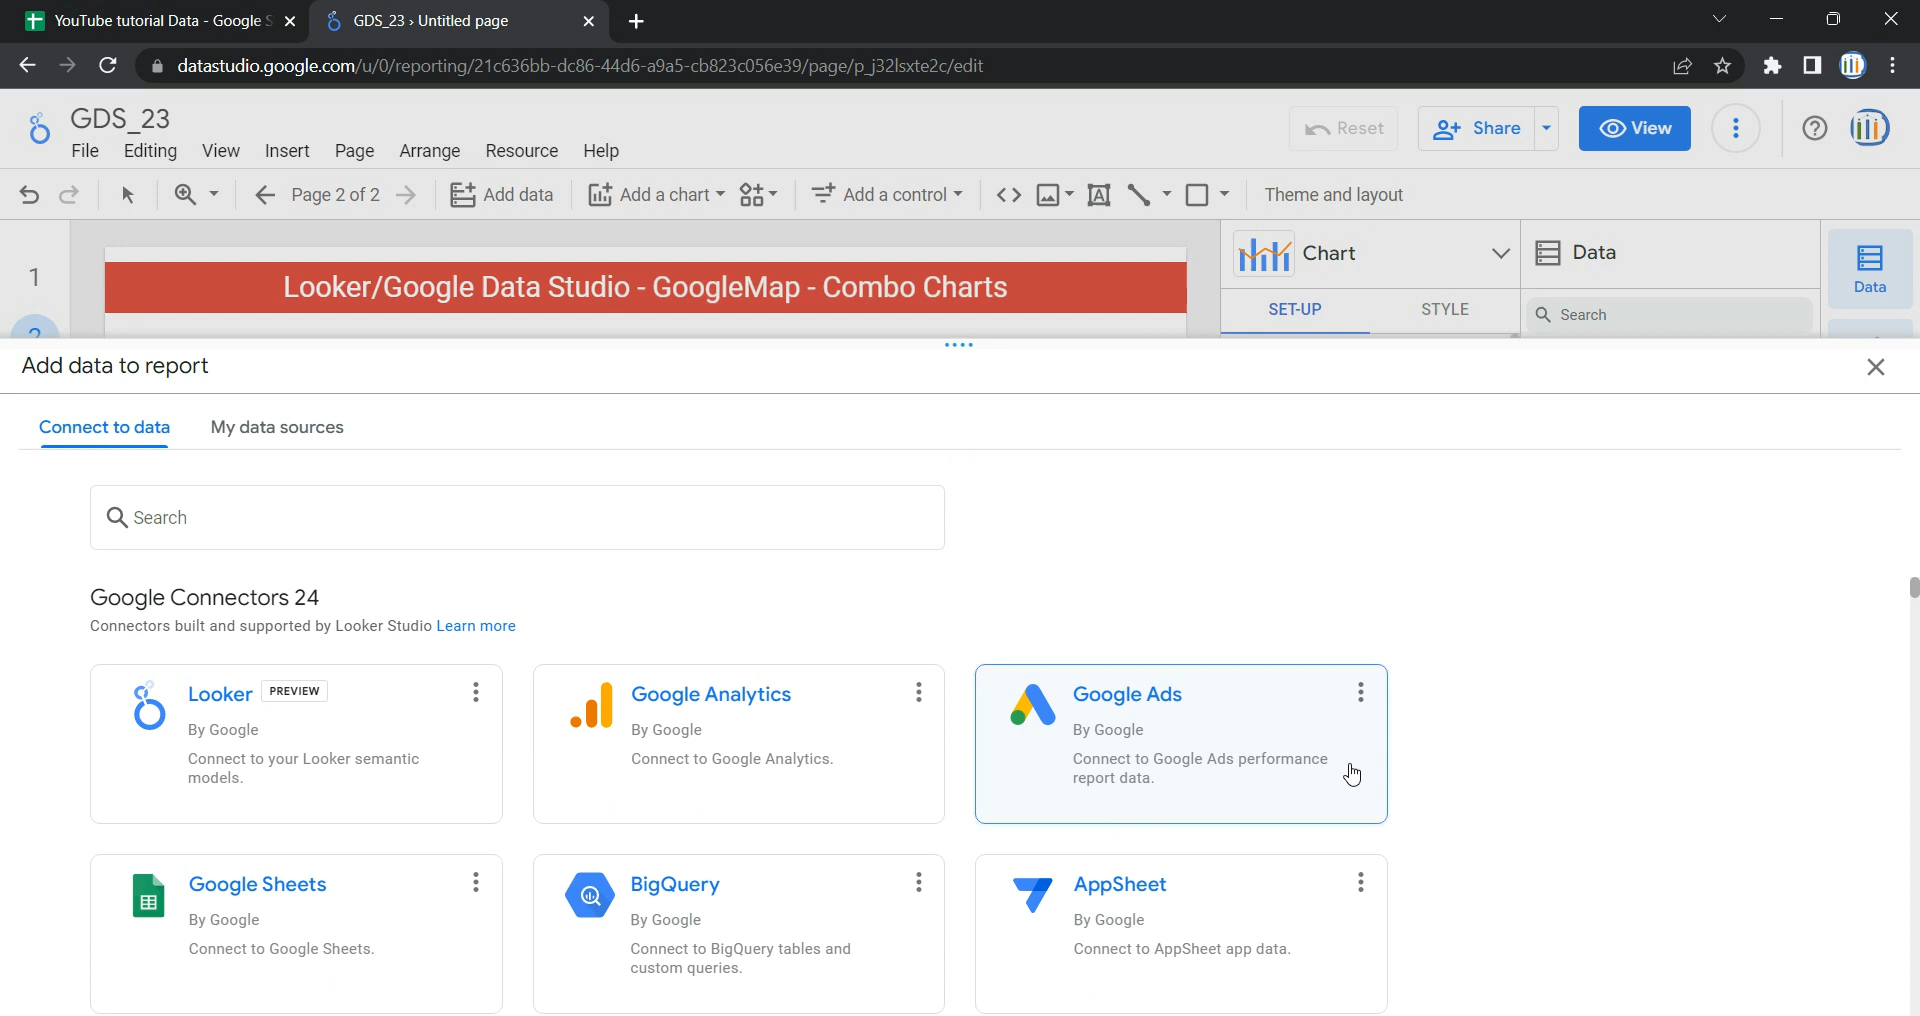 YouTube tutorial Data - Google S
GDS_23 › Untitled page
datastudio.google.com/u/0/reporting/21c636bb-dc86-44d6-a9a5-cb823c056e39/page/p_j32lsxte2c/edit
GDS_23
Reset
Share
View
File Editing View Insert Page Arrange Resource Help
Page 2 of 2
Add data
Add a chart
Add a control
Theme and layout
1
2
Looker/Google Data Studio - GoogleMap - Combo Charts
Chart
Data
Data
SET-UP
STYLE
Search
Add data to report
Connect to data
My data sources
Search
Google Connectors 24
Connectors built and supported by Looker Studio Learn more
Looker PREVIEW
By Google
Connect to your Looker semantic
models.
Google Analytics
By Google
Connect to Google Analytics.
Google Ads
By Google
Connect to Google Ads performance
report data.
Google Sheets
By Google
Connect to Google Sheets.
BigQuery
By Google
Connect to BigQuery tables and
custom queries.
AppSheet
By Google
Connect to AppSheet app data.